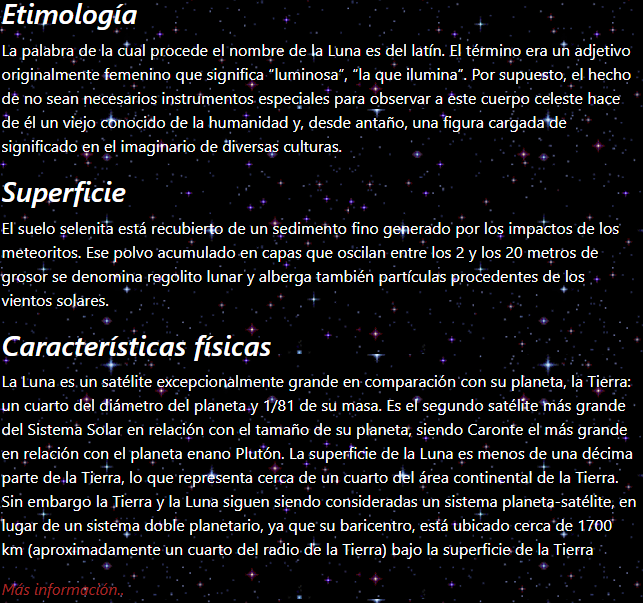 Etimología
La palabra de la cual procede el nombre de la Luna es del latín. El término era un adjetivo
originalmente femenino que significa “luminosa”, “la que ilumina”. Por supuesto, el hecho
de no sean necesarios instrumentos especiales para observar a este cuerpo celeste hace
de él un viejo conocido de la humanidad y, desde antaño, una figura cargada de
significado en el imaginario de diversas culturas.
Superficie
El suelo selenita está recubierto de un sedimento fino generado por los impactos de los
meteoritos. Ese polvo acumulado en capas que oscilan entre los 2 y los 20 metros de
grosor se denomina regolito lunar y alberga también partículas procedentes de los
vientos solares.
Características físicas
La Luna es un satélite excepcionalmente grande en comparación con su planeta, la Tierra:
un cuarto del diámetro del planeta y 1/81 de su masa. Es el segundo satélite más grande
del Sistema Solar en relación con el tamaño de su planeta, siendo Caronte el más grande
en relación con el planeta enano Plutón. La superficie de la Luna es menos de una décima
parte de la Tierra, lo que representa cerca de un cuarto del área continental de la Tierra.
Sin embargo la Tierra y la Luna siguen siendo consideradas un sistema planeta-satélite, en
lugar de un sistema doble planetario, ya que su baricentro, está ubicado cerca de 1700
km (aproximadamente un cuarto del radio de la Tierra) bajo la superficie de la Tierra
Más información.,